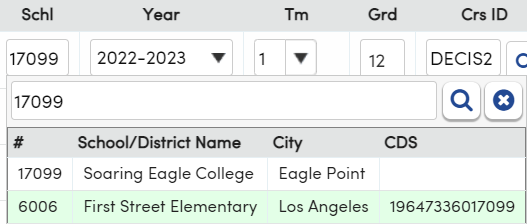 Schl Year Tm Grd Crs ID
17099 2022-2023 1 12 DECIS2
17099
# School/District Name City CDS
17099 Soaring Eagle College Eagle Point
6006 First Street Elementary Los Angeles 19647336017099